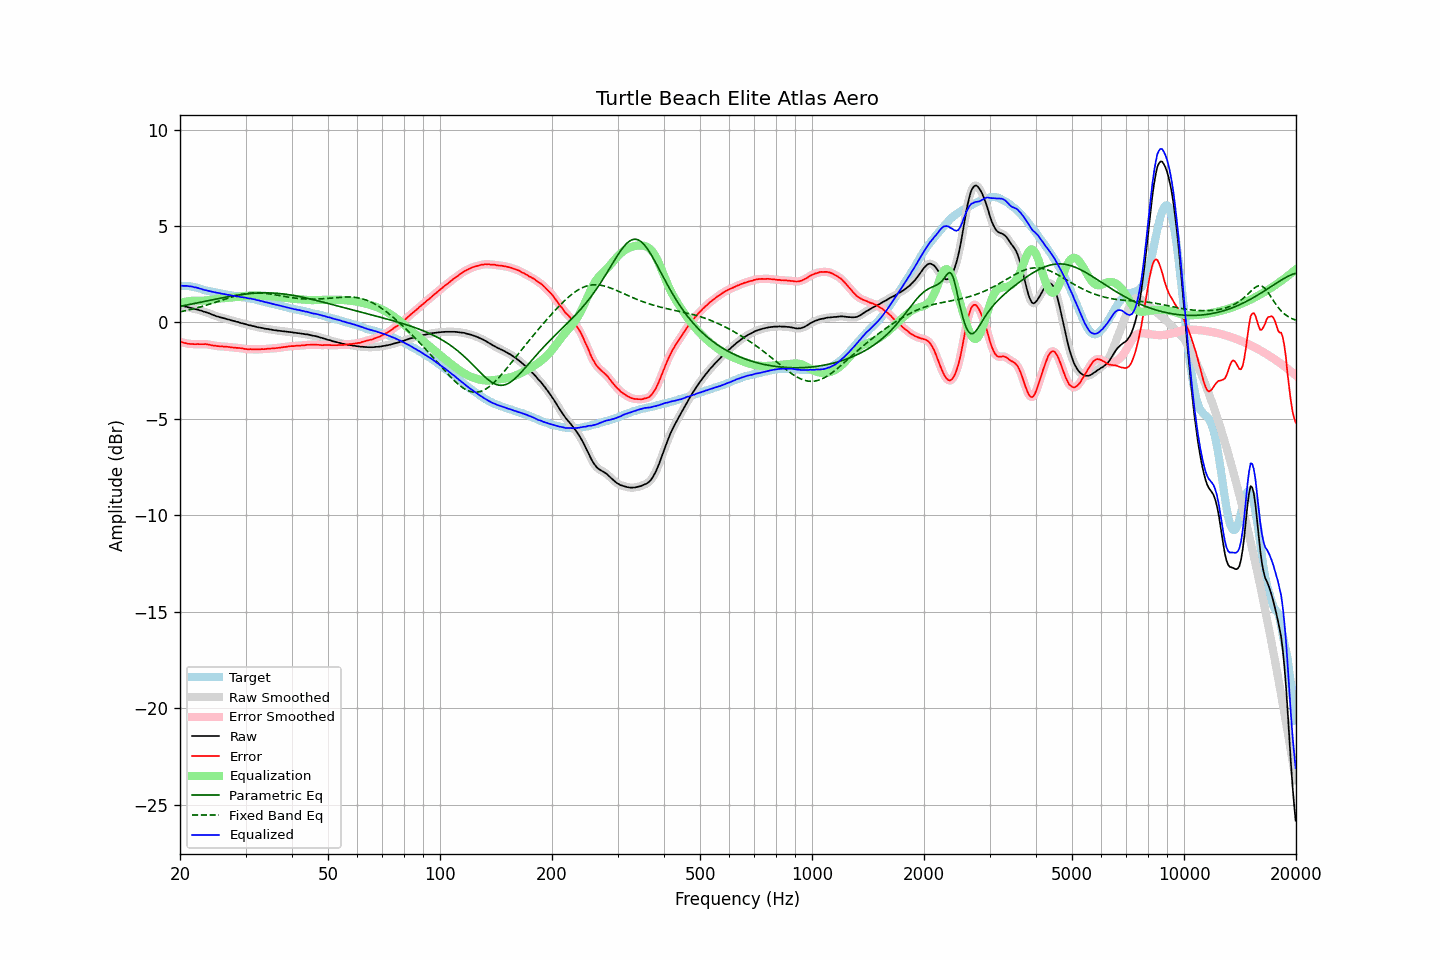 Turtle Beach Elite Atlas Aero
Amplitude (dBr)
10
5
0
−5
−10
−15
−20
−25
Target
Raw Smoothed
Error Smoothed
Raw
Error
Equalization
Parametric Eq
Fixed Band Eq
Equalized
20 50 100 200 500 1000 2000 5000 10000 20000
Frequency (Hz)